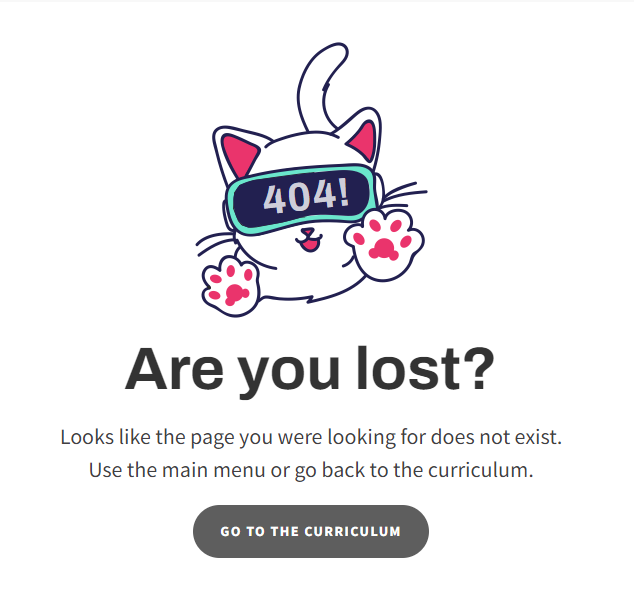 404!
Are you lost?
Looks like the page you were looking for does not exist.
Use the main menu or go back to the curriculum.
GO TO THE CURRICULUM